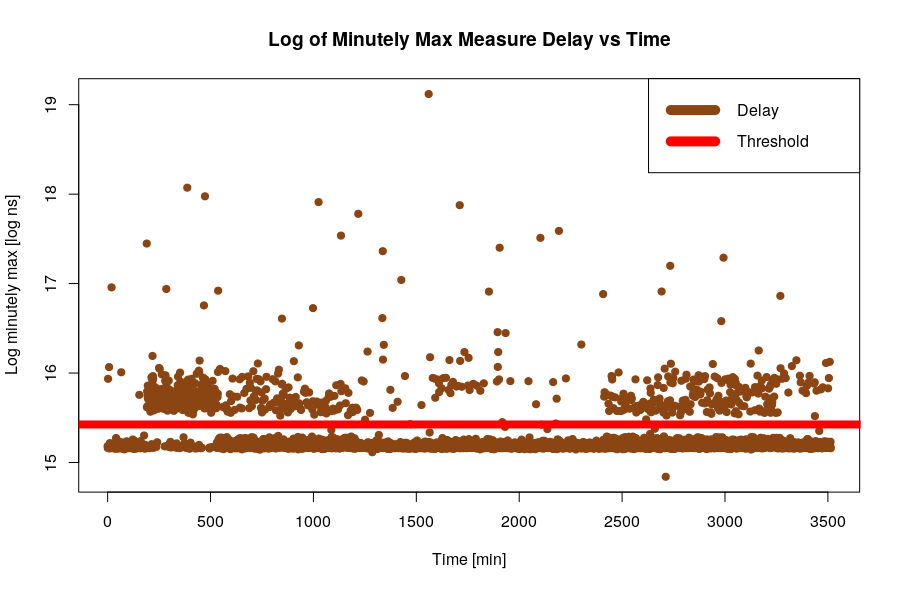 Log of Minutely Max Measure Delay vs Time
Delay
Threshold
Log minutely max [log ns]
19
18
17
16
15
0 500 1000 1500 2000 2500 3000 3500
Time [min]